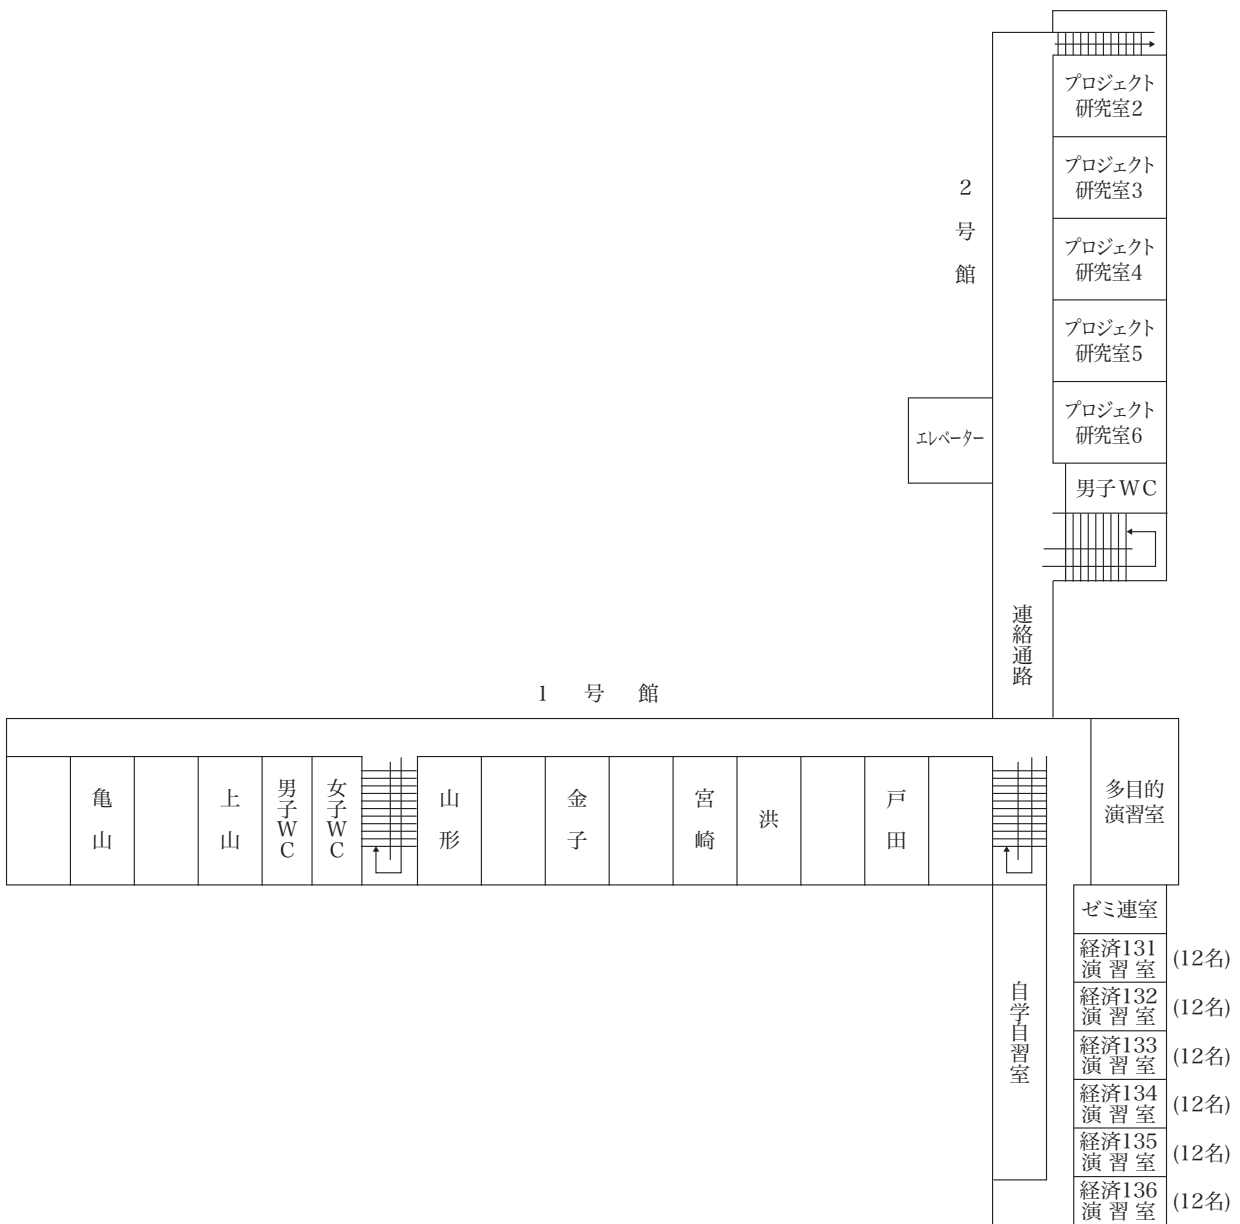 プロジェクト
研究室2
プロジェクト
研究室3
2号館
プロジェクト
研究室4
プロジェクト
研究室5
プロジェクト
研究室6
エレベーター
男子WC
連絡通路
1号館
亀山
上山
男子WC
女子WC
山形
金子
宮崎
洪
戸田
多目的
演習室
ゼミ連室
経済131
演習室
(12名)
経済132
演習室
(12名)
自学自習室
経済133
演習室
(12名)
経済134
演習室
(12名)
経済135
演習室
(12名)
経済136
演習室
(12名)